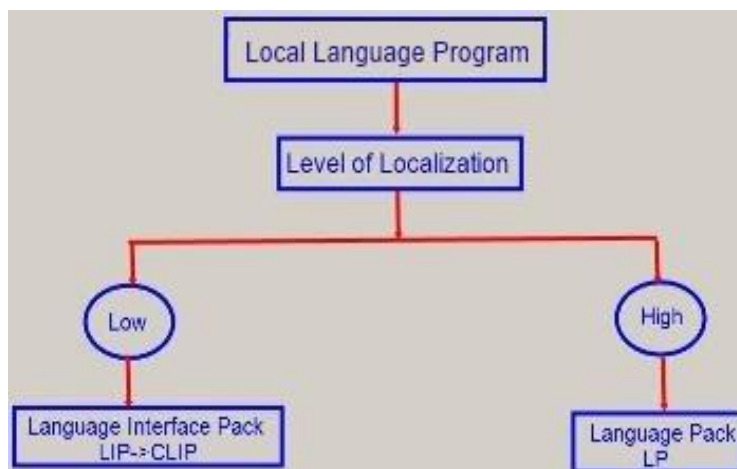 Local Language Program
Level of Localization
Low
High
Language Interface Pack
LIP->CLIP
Language Pack
LP